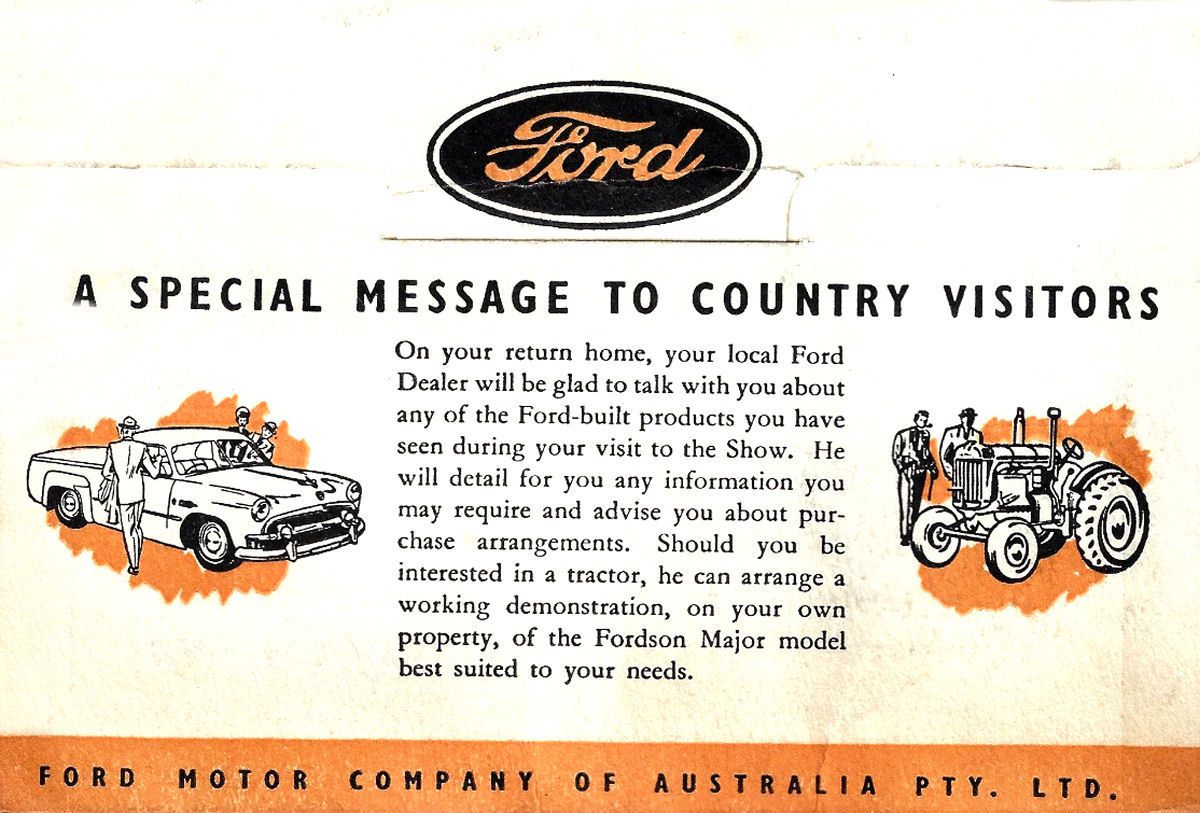 Ford
A SPECIAL MESSAGE TO COUNTRY VISITORS
On your return home, your local Ford
Dealer will be glad to talk with you about
any of the Ford-built products you have
seen during your visit to the Show. He
will detail for you any information you
may require and advise you about pur-
chase arrangements. Should you be
interested in a tractor, he can arrange a
working demonstration, on your own
property, of the Fordson Major model
best suited to your needs.
FORD MOTOR COMPANY OF AUSTRALIA PTY. LTD.